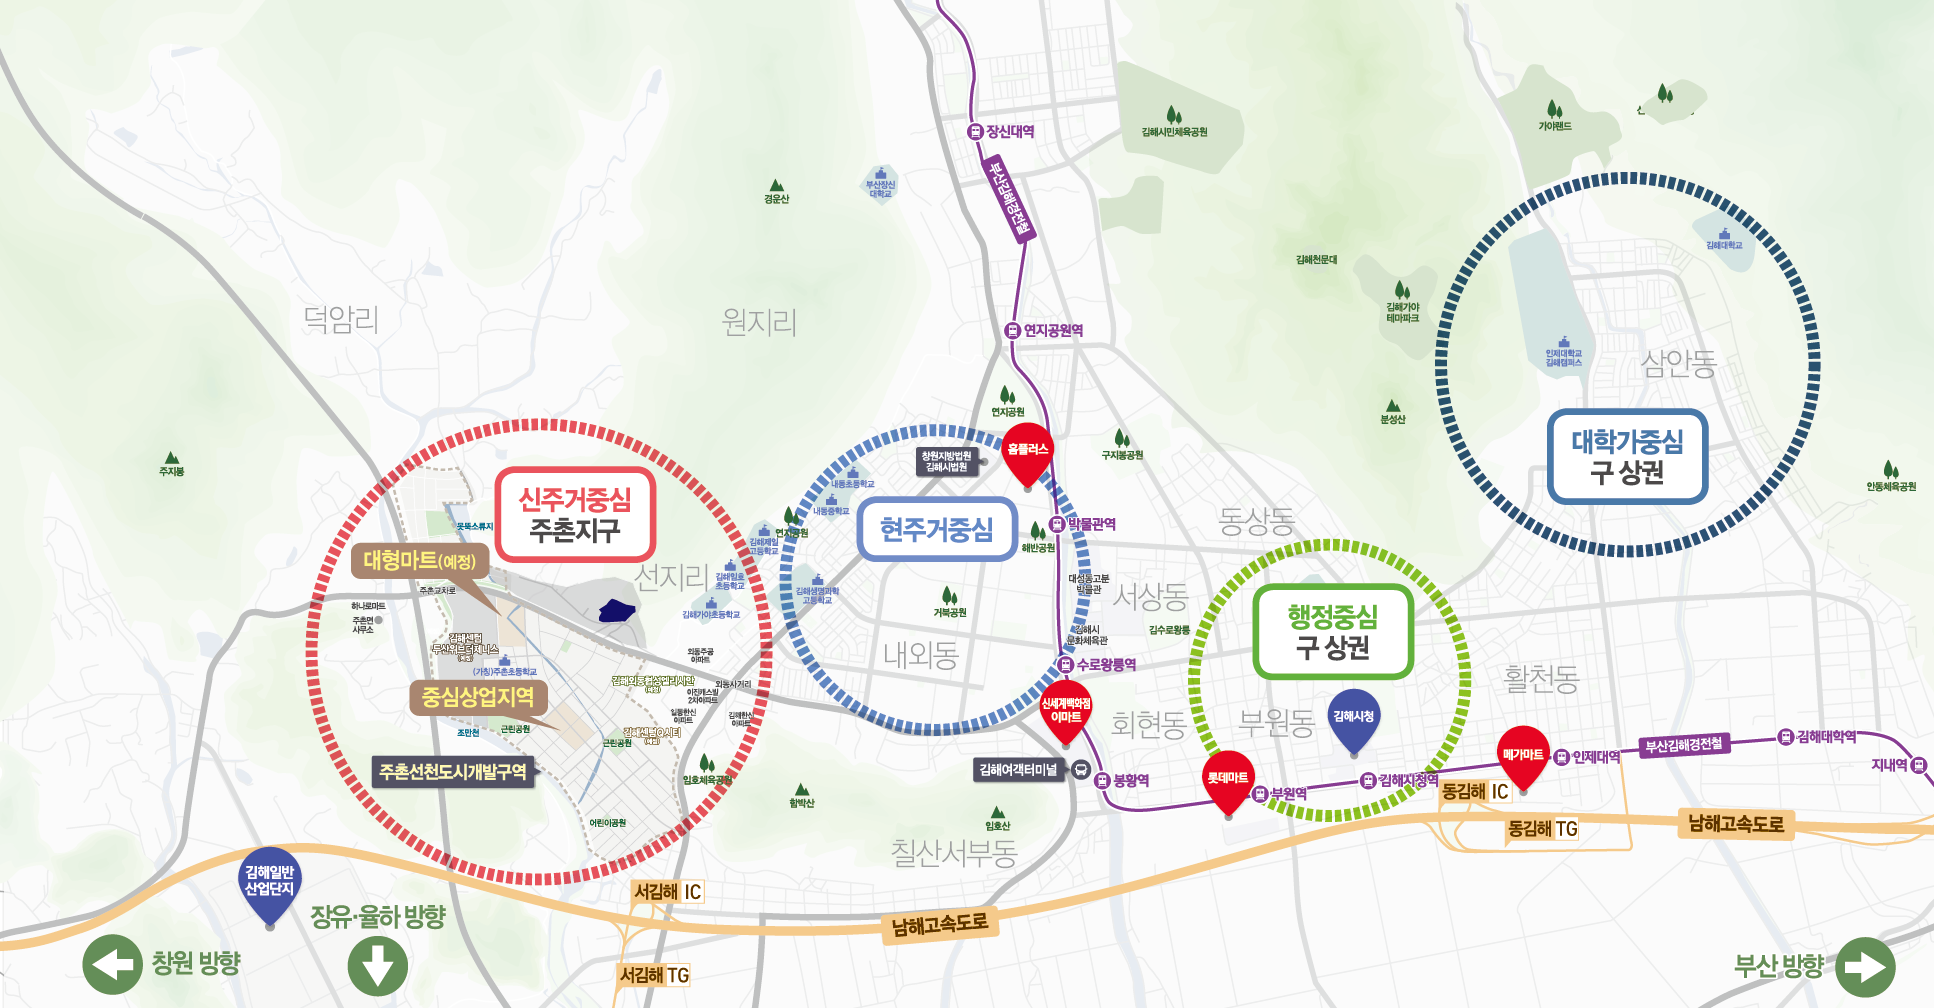 장신대역
부산김해경전철
김해시민체육공원
가야랜드
경운산
부산장신
대학교
김해천문대
김해대학교
김해가야
테마파크
덕암리
원지리
연지공원역
인제대학교
김해캠퍼스
삼안동
연지공원
분성산
대학가중심
구 상권
주지봉
창원지방법원
김해시법원
홈플러스
구지봉공원
안동체육공원
신주거중심
주촌지구
내동초등학교
내동중학교
현주거중심
박물관역
동상동
못뚝소류지
연지공원
김해제일
고등학교
해반공원
대형마트(예정)
선지리
김해임호
초등학교
김해생명과학
고등학교
대성동고분
박물관
서상동
주촌교차로
하나로마트
주촌면
사무소
김해가야초등학교
거북공원
행정중심
구 상권
김해센텀
두산위브더제니스
(예정)
(가칭)주촌초등학교
외동주공
아파트
내외동
김해시
문화체육관
김수로왕릉
수로왕릉역
활천동
김해외동협성엘리시안
(예정)
외동사거리
이진캐스빌
2차아파트
중심상업지역
일동한신
아파트
김해한신
아파트
신세계백화점
이마트
회현동
부원동
김해시청
조만천
근린공원
김해센텀Q시티
(예정)
근린공원
메가마트
인제대역
부산김해경전철
김해대학역
지내역
주촌선천도시개발구역
임호체육공원
함박산
김해여객터미널
봉황역
롯데마트
부원역
김해시청역
동김해 IC
어린이공원
임호산
동김해 TG
남해고속도로
칠산서부동
김해일반
산업단지
서김해 IC
남해고속도로
장유·율하 방향
창원 방향
서김해 TG
부산 방향